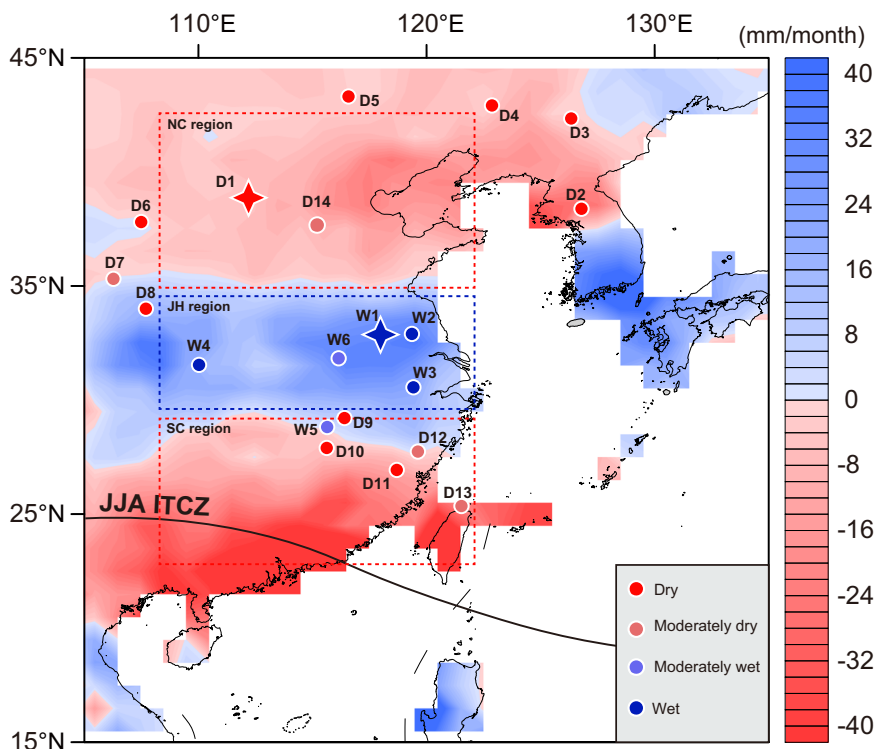 110°E
120°E
130°E
(mm/month)
45°N
35°N
25°N
15°N
40
32
24
16
8
0
-8
-16
-24
-32
-40
D5
D4
D3
NC region
D1
D14
D2
D6
D7
D8
JH region
W1
W2
W6
W4
W3
SC region
W5
D9
D12
D10
D11
D13
JJA ITCZ
Dry
Moderately dry
Moderately wet
Wet